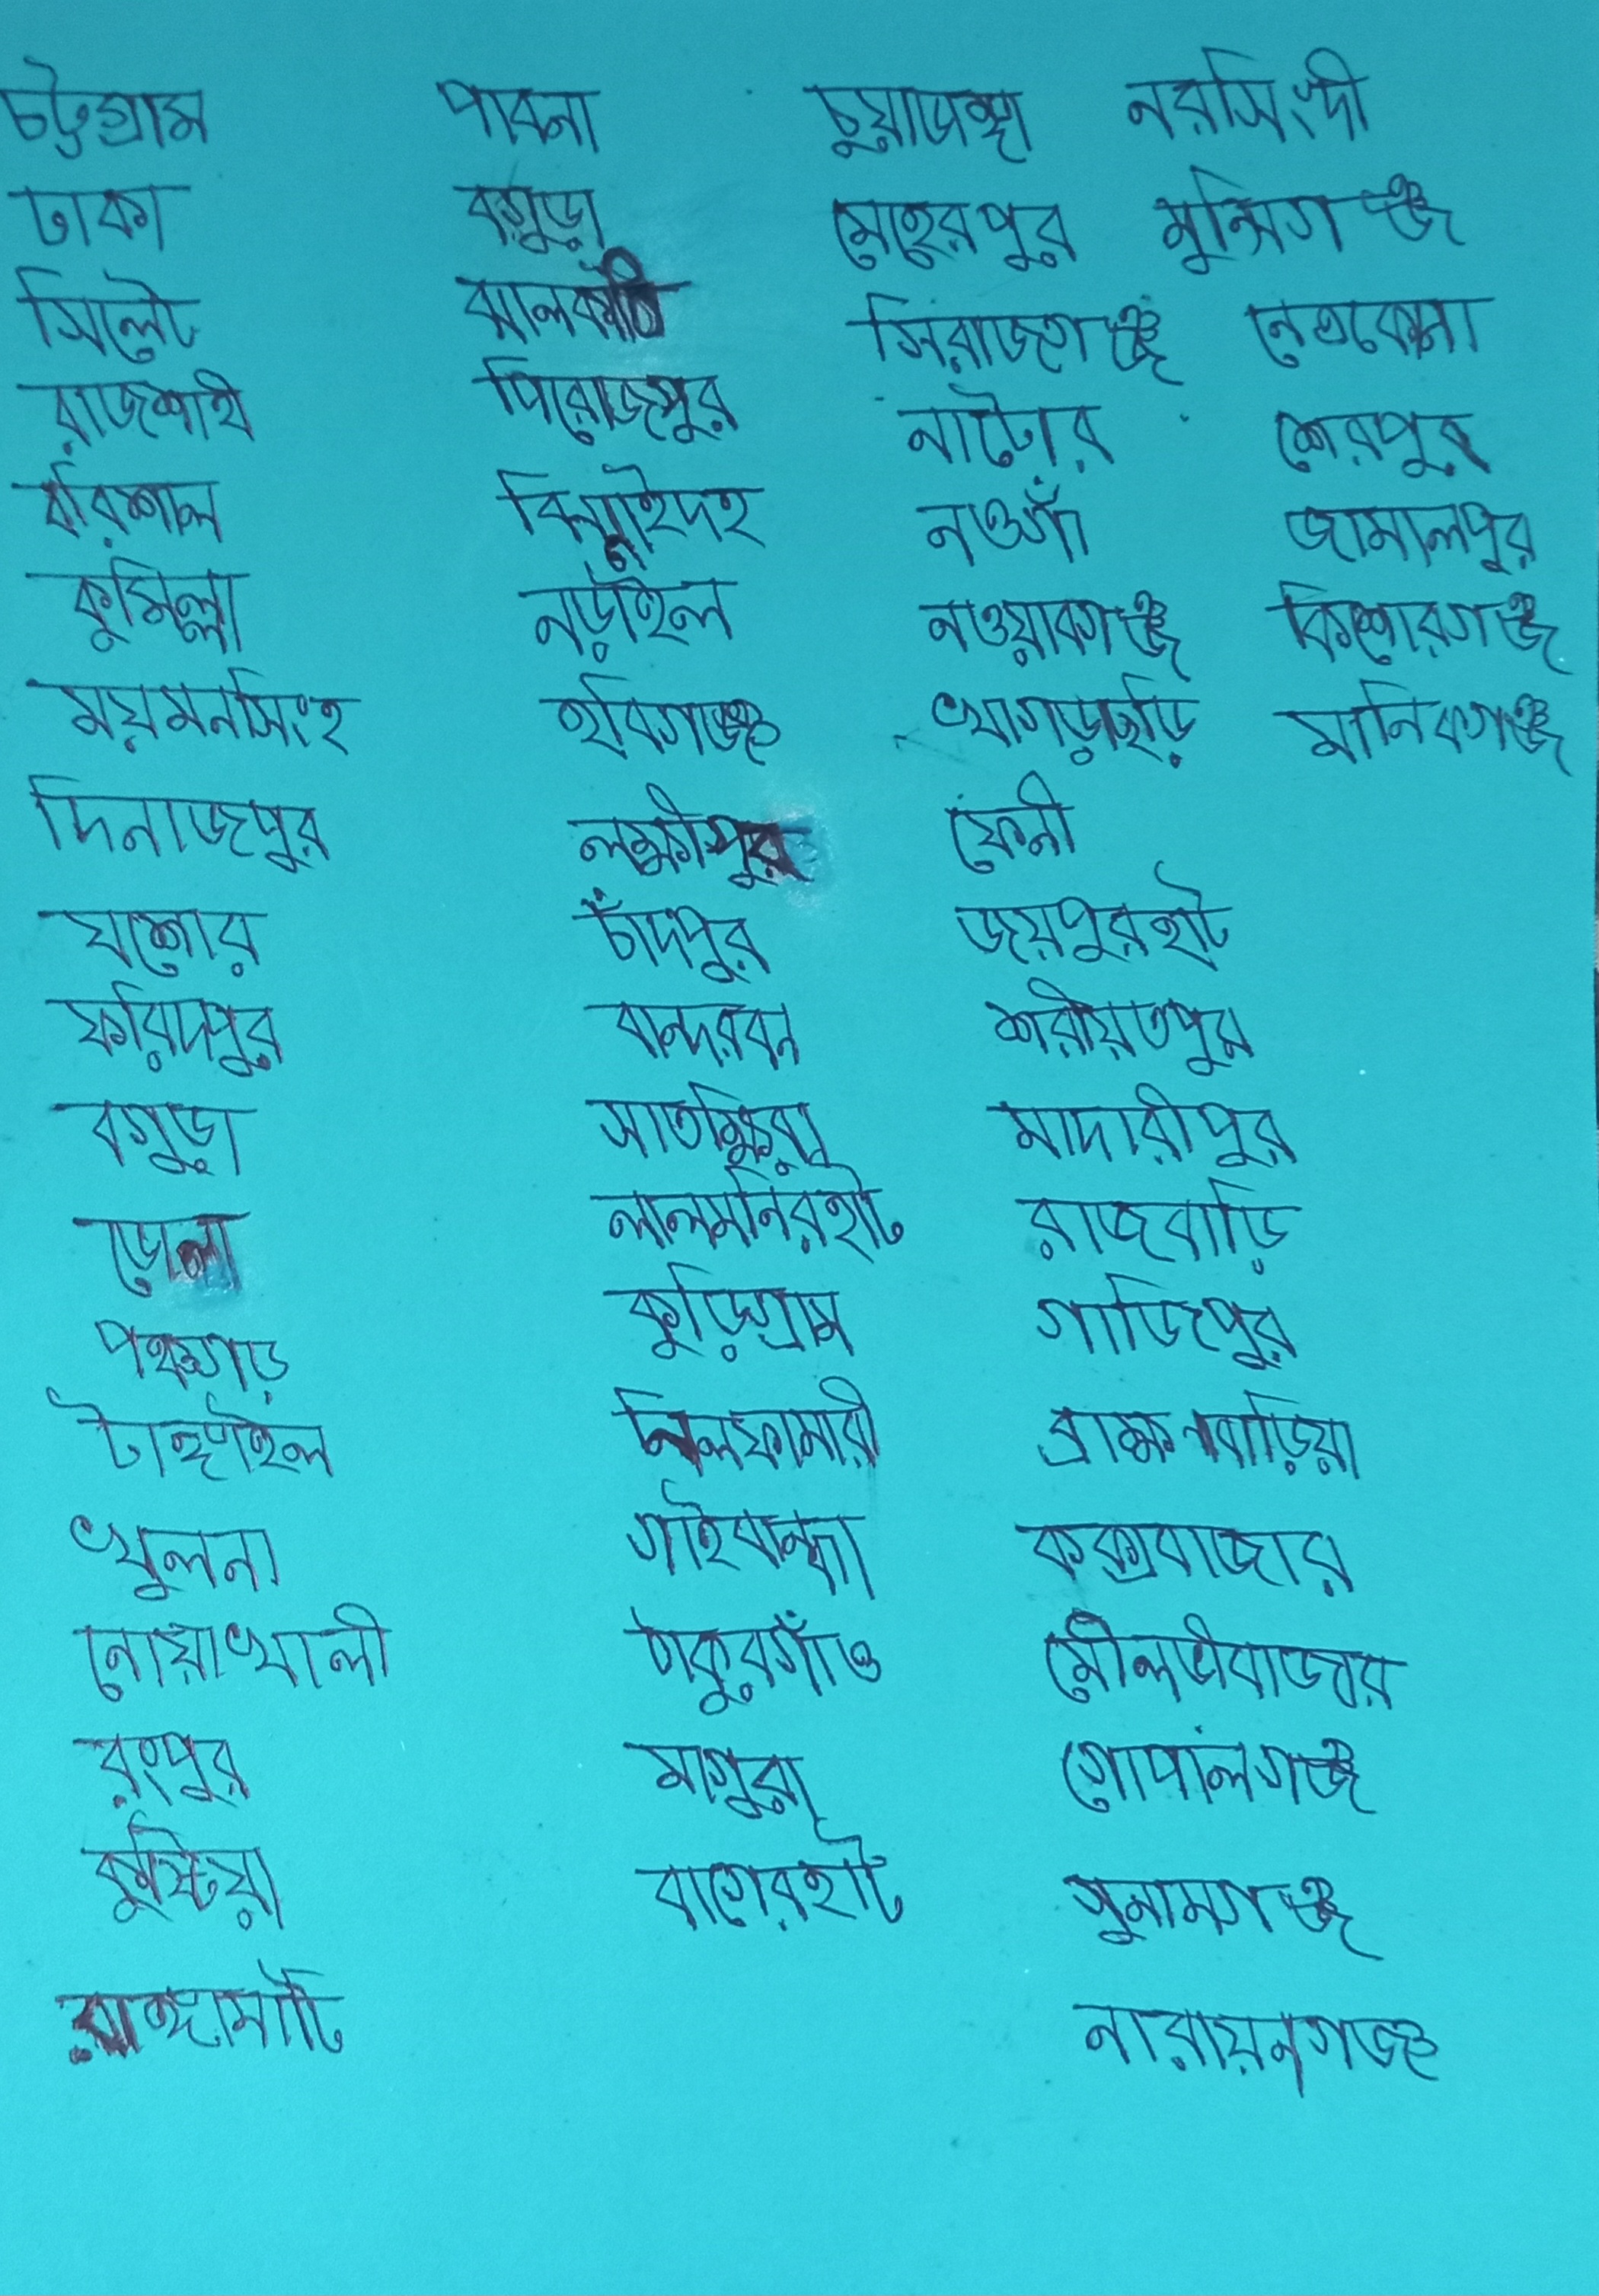 চট্টগ্রাম
ঢাকা
সিলেট
রাজশাহী
বরিশাল
কুমিল্লা
ময়মনসিংহ
দিনাজপুর
যশোর
ফরিদপুর
বগুড়া
ভোলা
পঞ্চগড়
টাঙ্গাইল
খুলনা
নোয়াখালী
রংপুর
কুষ্টিয়া
রাঙ্গামাটি
পাবনা
বগুড়া
ঝালকাঠি
পিরোজপুর
ঝিনাইদহ
নড়াইল
হবিগঞ্জ
লক্ষীপুর
চাঁদপুর
বান্দরবন
সাতক্ষিরা
লালমনিরহাট
কুড়িগ্রাম
নিলফামারী
গাইবান্দা
ঠাকুরগাঁও
মাগুরা
বাগেরহাট
চুয়াডাঙ্গা
মেহেরপুর
সিরাজগঞ্জ
নাটোর
নওগাঁ
নওয়াবগঞ্জ
খাগড়াছড়ি
ফেনী
জয়পুরহাট
শরীয়তপুর
মাদারীপুর
রাজবাড়ি
গাজিপুর
ব্রাক্ষনবাড়িয়া
কক্সবাজার
মৌলভীবাজার
গোপালগঞ্জ
সুনামগঞ্জ
নারায়নগঞ্জ
নরসিংদী
মুন্সিগঞ্জ
নেত্রকোনা
শেরপুর
জামালপুর
কিশোরগঞ্জ
মানিকগঞ্জ